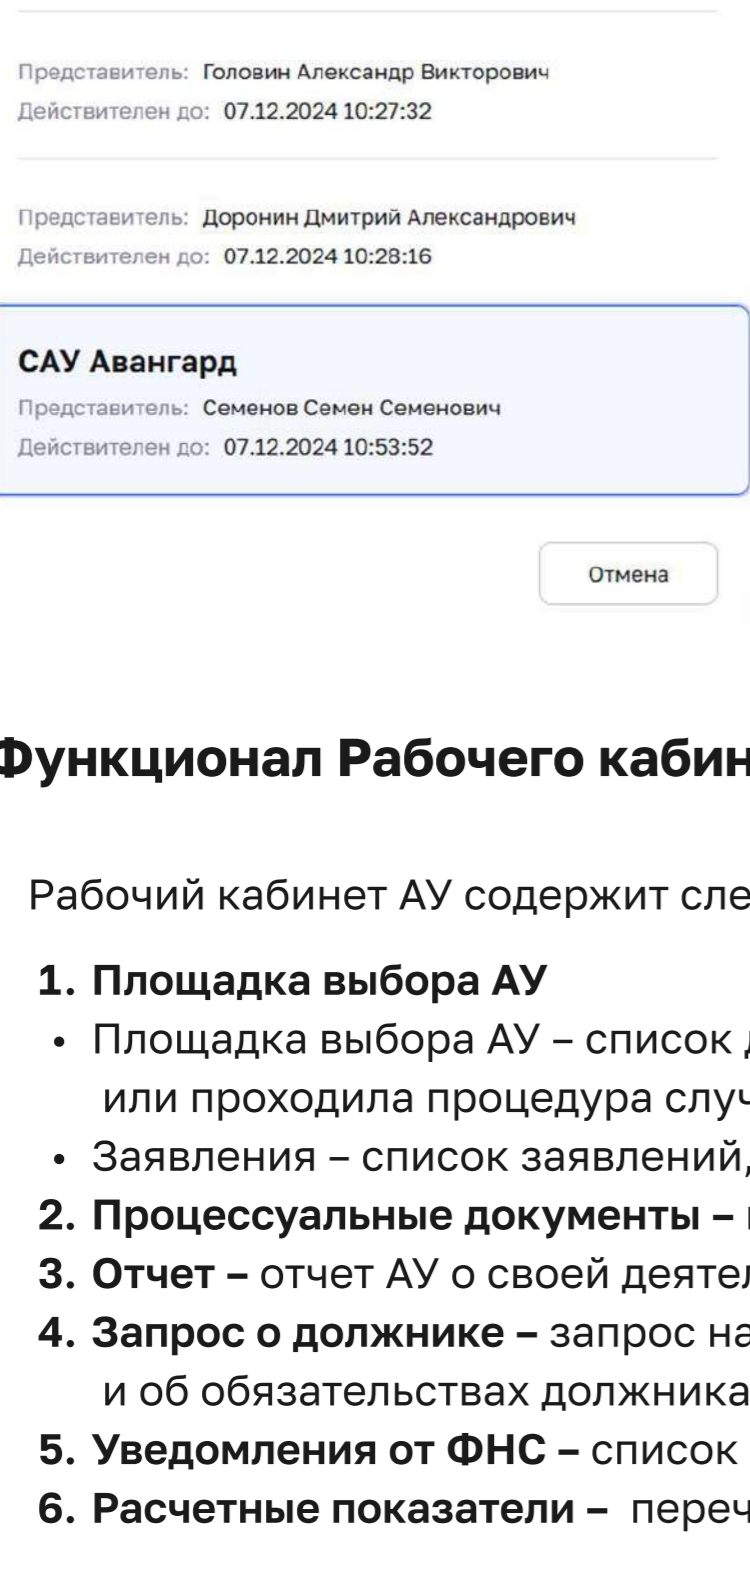 Представитель: Головин Александр Викторович
Действителен до: 07.12.2024 10:27:32
Представитель: Доронин Дмитрий Александрович
Действителен до: 07.12.2024 10:28:16
САУ Авангард
Представитель: Семенов Семен Семенович
Действителен до: 07.12.2024 10:53:52
Отмена
Функционал Рабочего кабин
Рабочий кабинет АУ содержит сле
1. Площадка выбора АУ
• Площадка выбора АУ – список
или проходила процедура случ
• Заявления – список заявлений,
2. Процессуальные документы –
3. Отчет – отчет АУ о своей деятел
4. Запрос о должнике – запрос на
и об обязательствах должника
5. Уведомления от ФНС – список
6. Расчетные показатели – переч